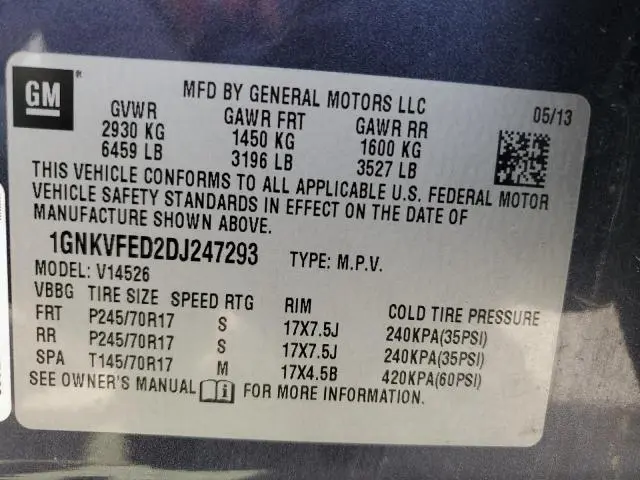 GM ®
MFD BY GENERAL MOTORS LLC
05/13
GVWR GAWR FRT GAWR RR
2930 KG 1450 KG 1600 KG
6459 LB 3196 LB 3527 LB
THIS VEHICLE CONFORMS TO ALL APPLICABLE U.S. FEDERAL MOTOR
VEHICLE SAFETY STANDARDS IN EFFECT ON THE DATE OF
MANUFACTURE SHOWN ABOVE.
1GNKVFED2DJ247293 TYPE: M.P.V.
MODEL: V14526
VBBG TIRE SIZE SPEED RTG RIM COLD TIRE PRESSURE
FRT P245/70R17 S 17X7.5J 240KPA(35PSI)
RR P245/70R17 S 17X7.5J 240KPA(35PSI)
SPA T145/70R17 M 17X4.5B 420KPA(60PSI)
SEE OWNER'S MANUAL i FOR MORE INFORMATION.